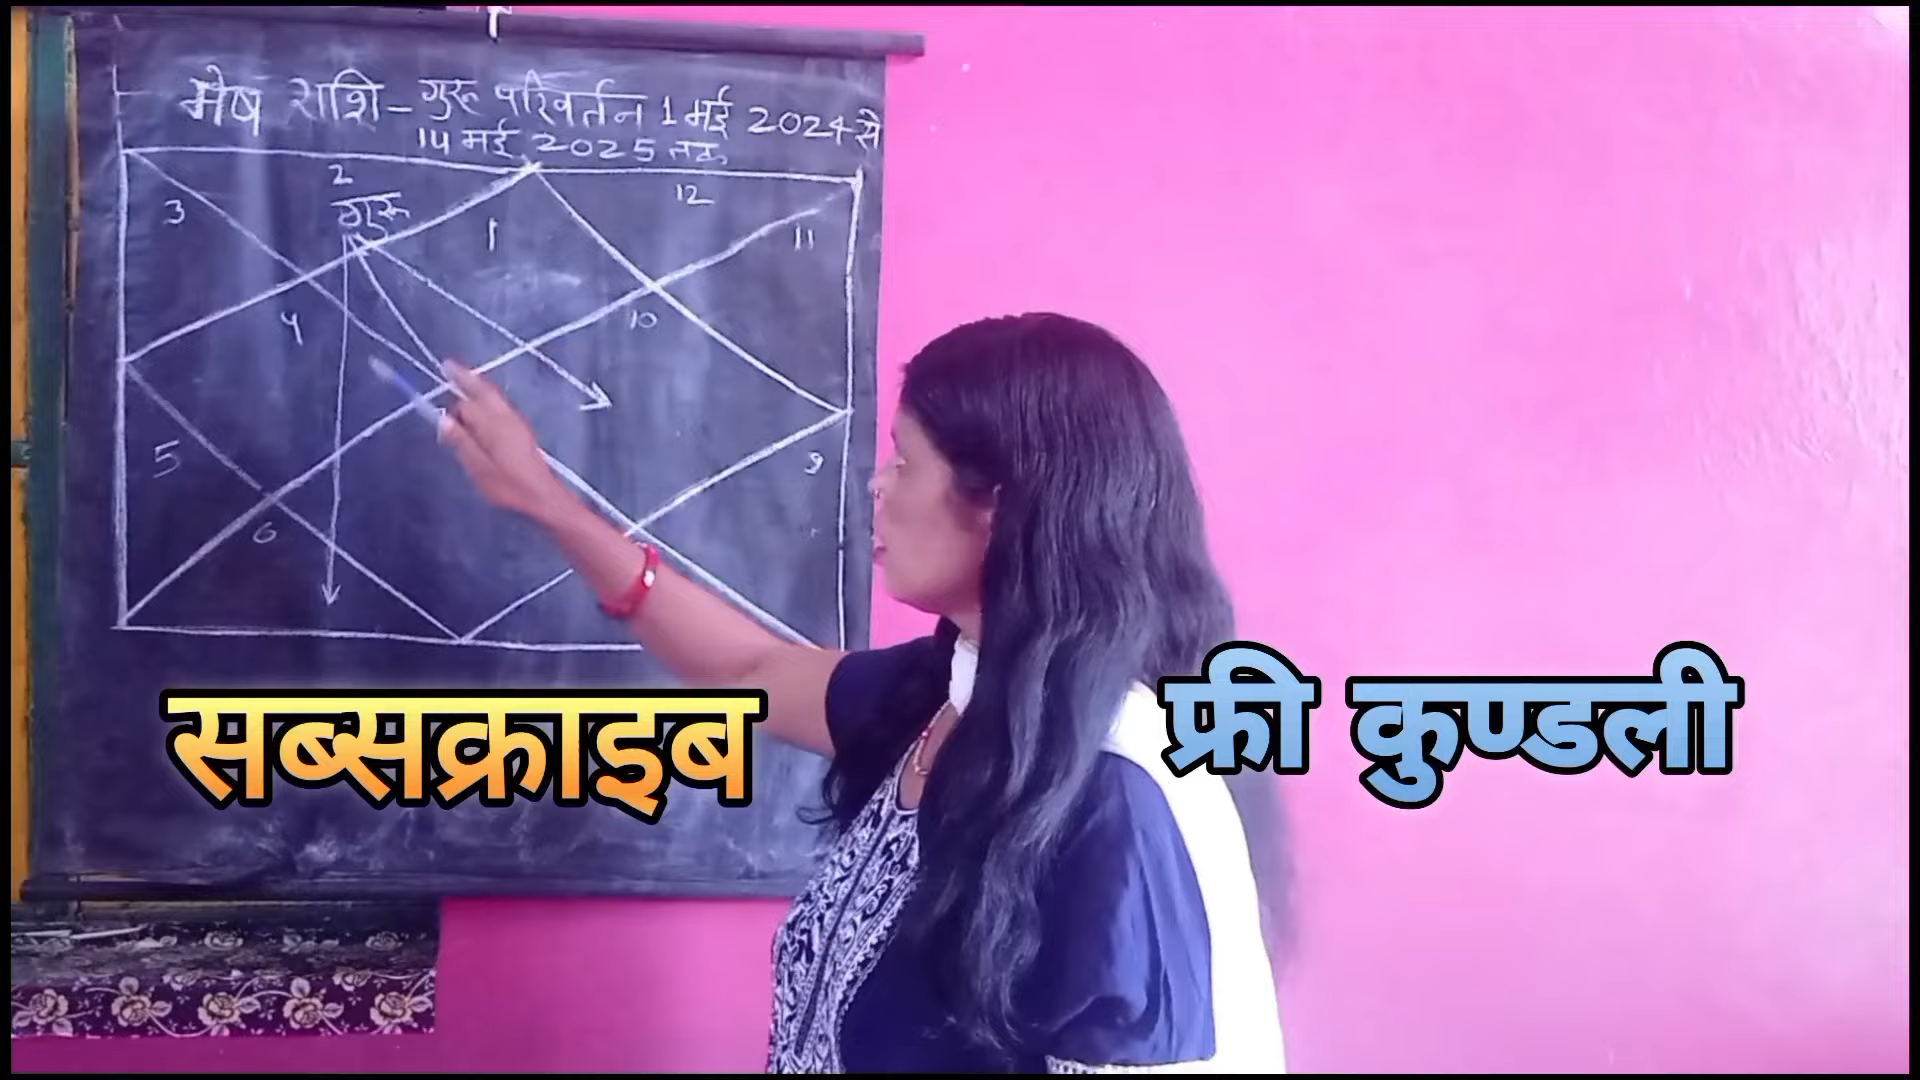 मेष राशि - गुरु परिवर्तन 1 मई 2024 से
14 मई 2025 तक
2
गुरु
3
1
12
11
4
10
5
9
6
सब्सक्राइब
फ्री कुण्डली